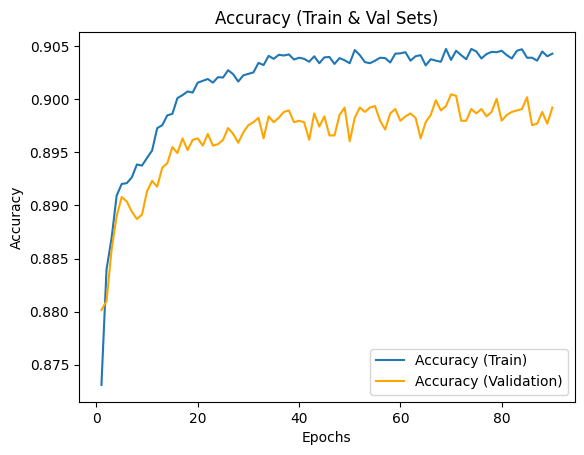 Accuracy (Train & Val Sets)
0.905
0.900
0.895
0.890
0.885
0.880
0.875
Accuracy
0
20
40
60
80
Epochs
Accuracy (Train)
Accuracy (Validation)